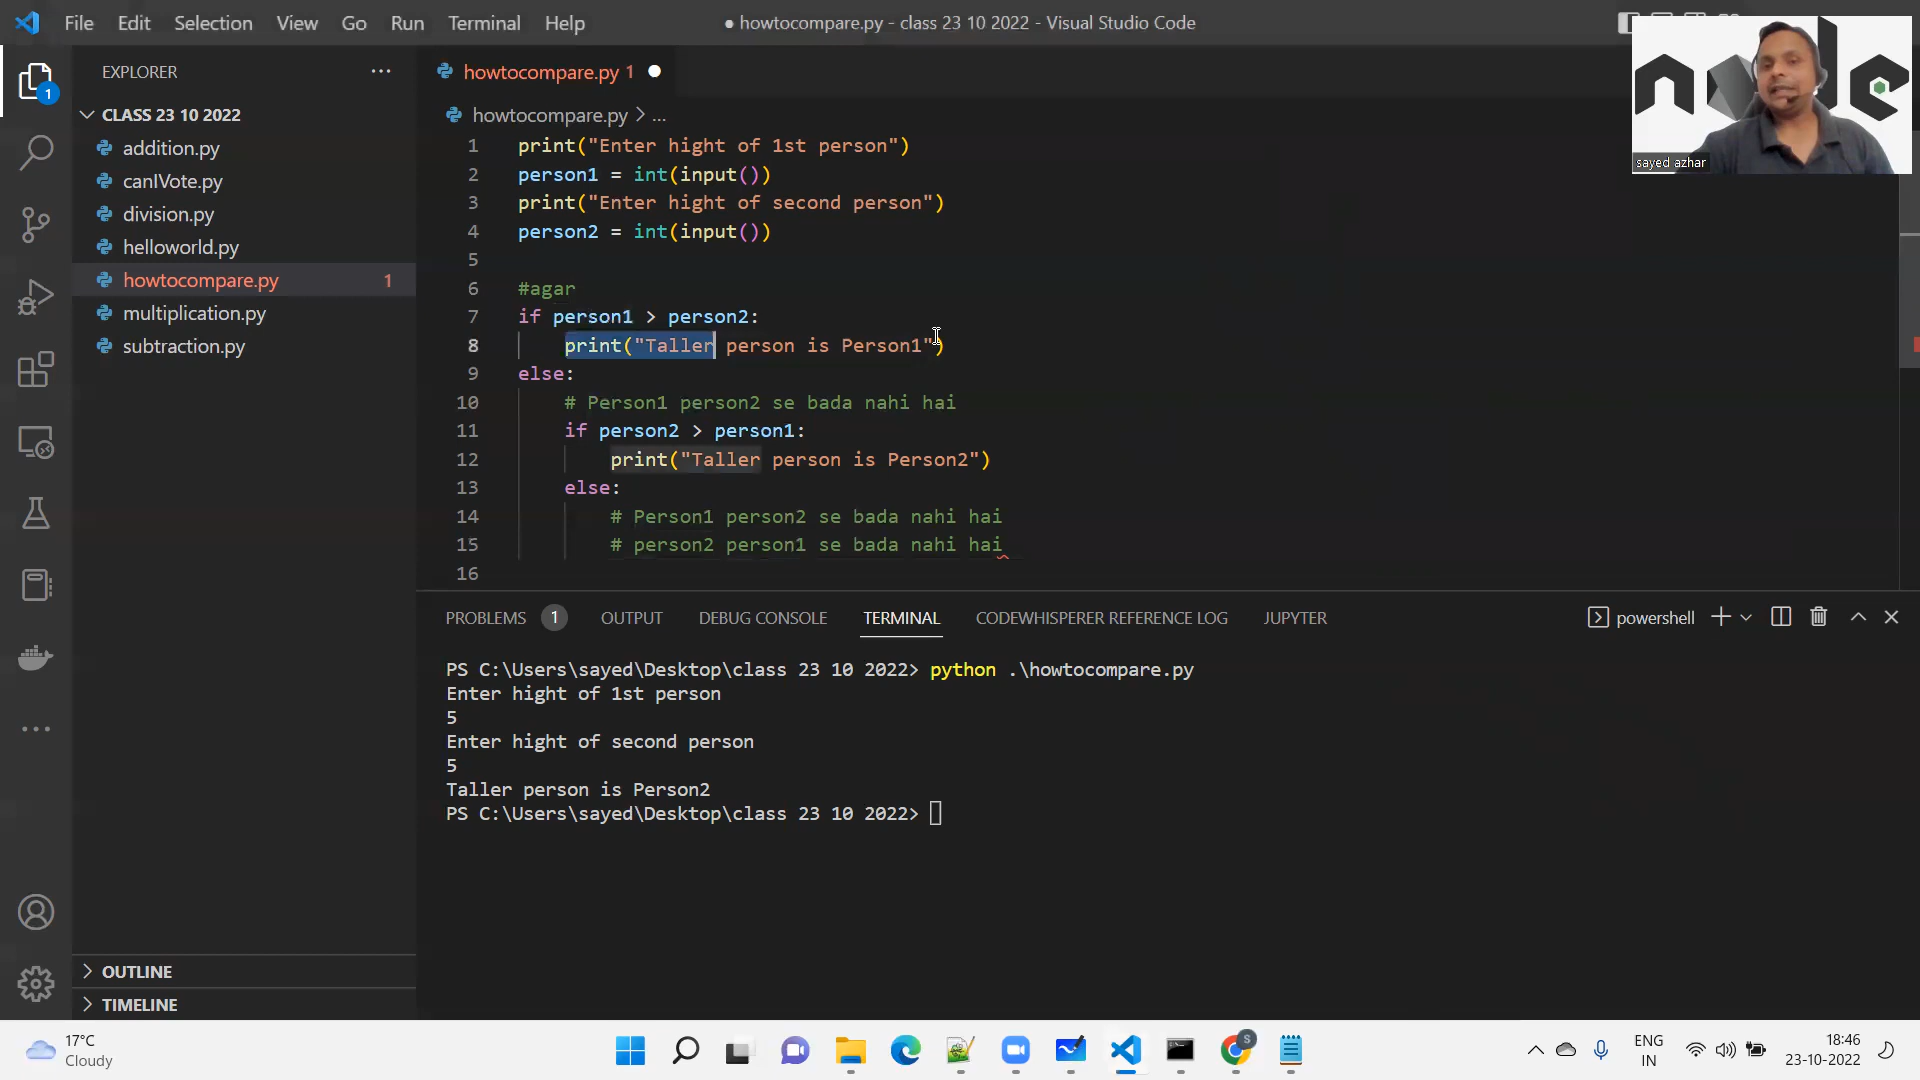 File Edit Selection View Go Run Terminal Help
● howtocompare.py - class 23 10 2022 - Visual Studio Code
sayed azhar
EXPLORER ...
CLASS 23 10 2022
addition.py
canIVote.py
division.py
helloworld.py
howtocompare.py 1
multiplication.py
subtraction.py
OUTLINE
TIMELINE
1
howtocompare.py 1 ●
howtocompare.py > ...
1 print("Enter hight of 1st person")
2 person1 = int(input())
3 print("Enter hight of second person")
4 person2 = int(input())
5
6 #agar
7 if person1 > person2:
8 print("Taller person is Person1")
9 else:
10 # Person1 person2 se bada nahi hai
11 if person2 > person1:
12 print("Taller person is Person2")
13 else:
14 # Person1 person2 se bada nahi hai
15 # person2 person1 se bada nahi hai
16
PROBLEMS 1 OUTPUT DEBUG CONSOLE TERMINAL CODEWHISPERER REFERENCE LOG JUPYTER
powershell
PS C:\Users\sayed\Desktop\class 23 10 2022> python .\howtocompare.py
Enter hight of 1st person
5
Enter hight of second person
5
Taller person is Person2
PS C:\Users\sayed\Desktop\class 23 10 2022>
17°C
Cloudy
S
ENG
IN
18:46
23-10-2022